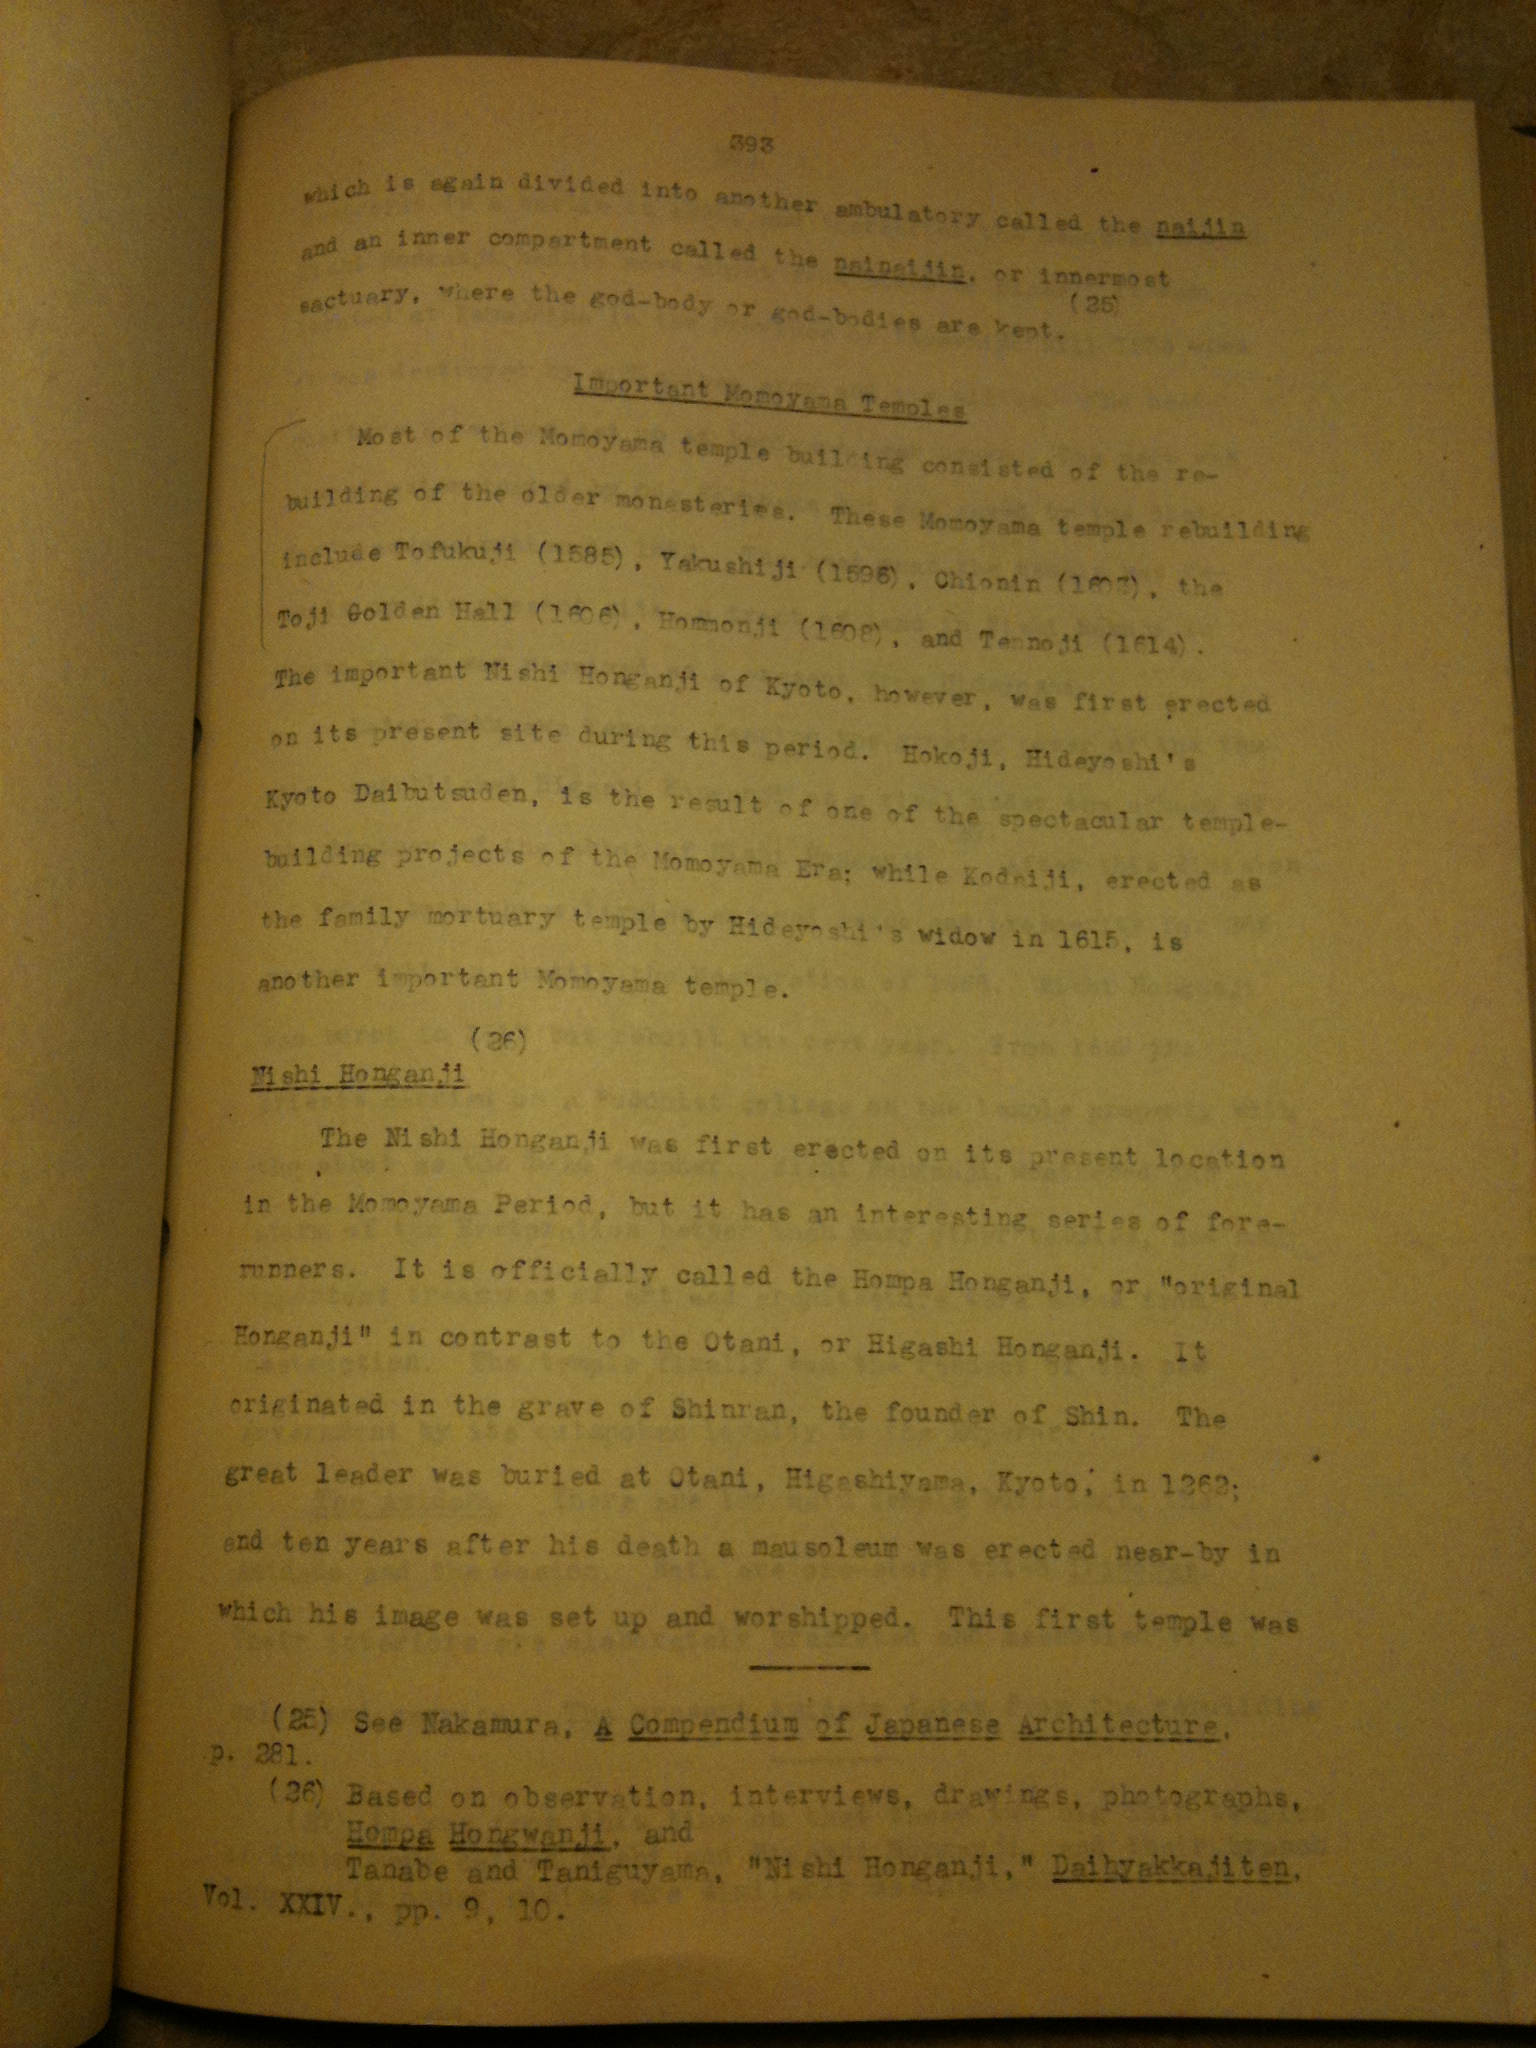 393
which is again divided into another ambulatory called the naijin
and an inner compartment called the nainaijin, or innermost
sactuary, where the god-body or god-bodies are kept. (25)
Important Momoyama Temples
Most of the Momoyama temple building consisted of the re-
building of the older monasteries. These Momoyama temple rebuilding
include Tofukuji (1585), Yakushiji (1596), Chionin (1603), the
Toji Golden Hall (1606), Hommonji (1608), and Tennoji (1614).
The important Nishi Honganji of Kyoto, however, was first erected
on its present site during this period. Hokoji, Hideyoshi's
Kyoto Daibutsuden, is the result of one of the spectacular temple-
building projects of the Momoyama Era; while Kodaiji, erected as
the family mortuary temple by Hideyoshi's widow in 1615, is
another important Momoyama temple.
(26)
Nishi Honganji
The Nishi Honganji was first erected on its present location
in the Momoyama Period, but it has an interesting series of fore-
runners. It is officially called the Hompa Honganji, or "original
Honganji" in contrast to the Otani, or Higashi Honganji. It
originated in the grave of Shinran, the founder of Shin. The
great leader was buried at Otani, Higashiyama, Kyoto, in 1262;
and ten years after his death a mausoleum was erected near-by in
which his image was set up and worshipped. This first temple was
(25) See Nakamura, A Compendium of Japanese Architecture,
p. 281.
(26) Based on observation, interviews, drawings, photographs,
Hompa Hongwanji, and
Tanabe and Taniguyama, "Nishi Honganji," Daihyakkajiten,
Vol. XXIV., pp. 9, 10.